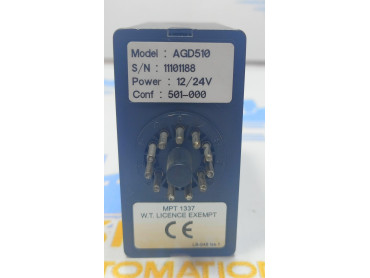 Model : AGD510
S/N : 11101188
Power : 12/24V
Conf : 501-000
MPT 1337
W.T. LICENCE EXEMPT
CE